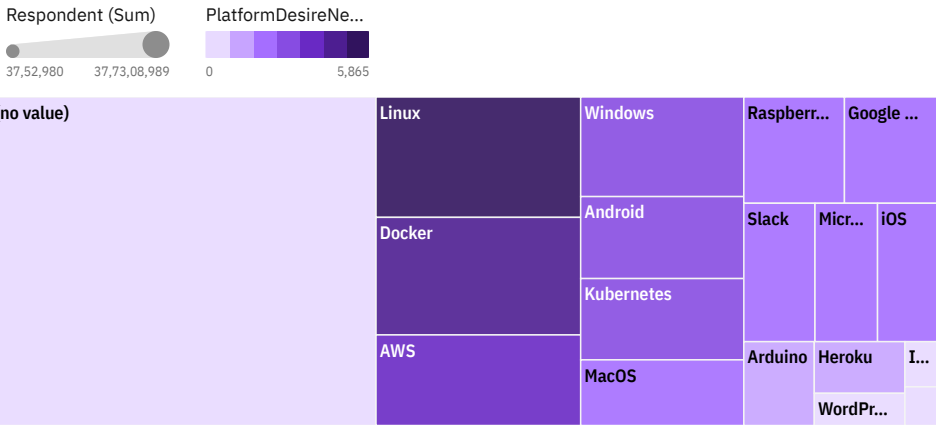 Respondent (Sum)
PlatformDesireNe...
37,52,980
37,73,08,989
0
5,865
no value)
Linux
Windows
Raspberr...
Google ...
Android
Slack
Micr...
iOS
Docker
Kubernetes
AWS
Arduino
Heroku
I...
MacOS
WordPr...